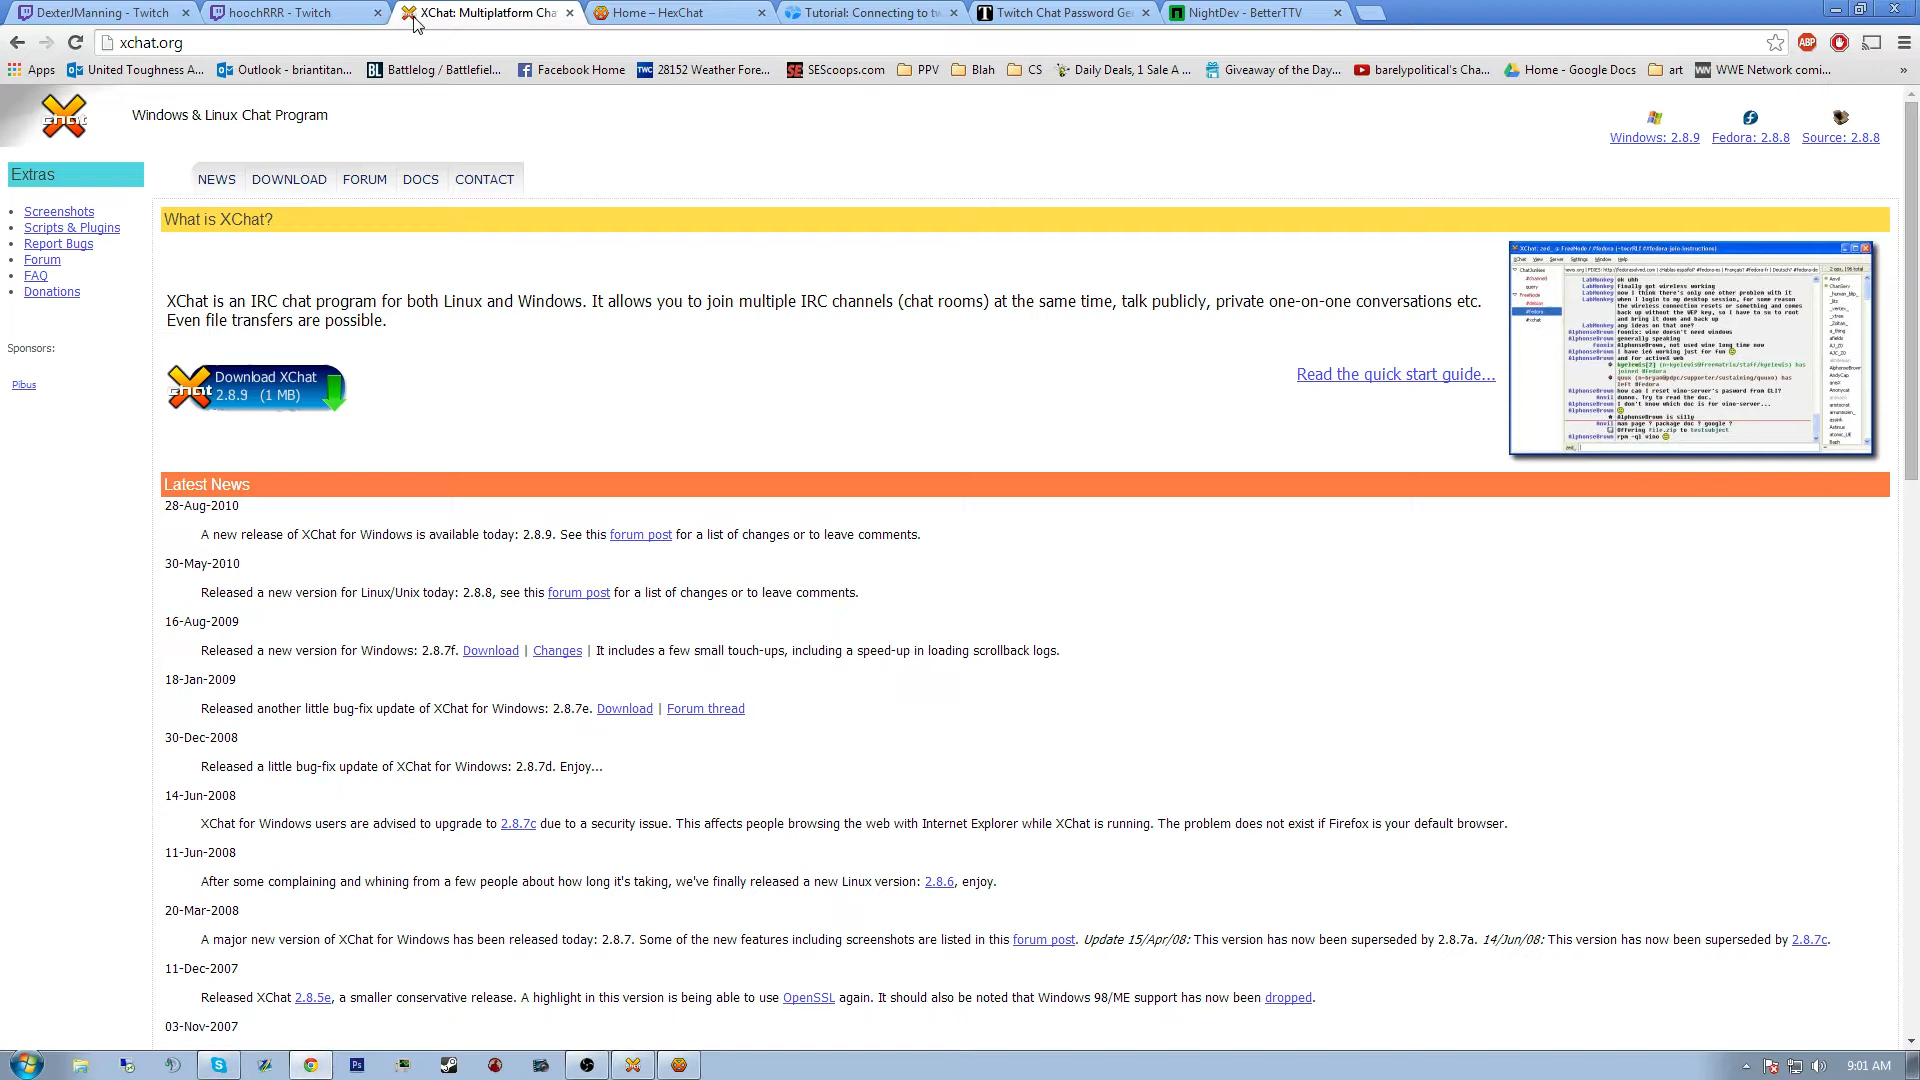 DexterJManning - Twitch
hoochRRR - Twitch
XChat: Multiplatform Cha
Home – HexChat
Tutorial: Connecting to tw
Twitch Chat Password Ge
NightDev - BetterTTV
xchat.org
ABP
Apps
United Toughness A...
Outlook - briantitan...
BL Battlelog / Battlefiel...
Facebook Home
TWC 28152 Weather Fore...
SE SEScoops.com
PPV
Blah
CS
Daily Deals, 1 Sale A ...
Giveaway of the Day...
barelypolitical's Cha...
Home - Google Docs
art
WWE Network comi...
»
chat
Windows & Linux Chat Program
Windows: 2.8.9
Fedora: 2.8.8
Source: 2.8.8
Extras
NEWS
DOWNLOAD
FORUM
DOCS
CONTACT
Screenshots
Scripts & Plugins
Report Bugs
Forum
FAQ
Donations
Sponsors:
Pibus
What is XChat?
XChat is an IRC chat program for both Linux and Windows. It allows you to join multiple IRC channels (chat rooms) at the same time, talk publicly, private one-on-one conversations etc.
Even file transfers are possible.
Download XChat
2.8.9 (1 MB)
Read the quick start guide...
Latest News
28-Aug-2010
A new release of XChat for Windows is available today: 2.8.9. See this forum post for a list of changes or to leave comments.
30-May-2010
Released a new version for Linux/Unix today: 2.8.8, see this forum post for a list of changes or to leave comments.
16-Aug-2009
Released a new version for Windows: 2.8.7f. Download | Changes | It includes a few small touch-ups, including a speed-up in loading scrollback logs.
18-Jan-2009
Released another little bug-fix update of XChat for Windows: 2.8.7e. Download | Forum thread
30-Dec-2008
Released a little bug-fix update of XChat for Windows: 2.8.7d. Enjoy...
14-Jun-2008
XChat for Windows users are advised to upgrade to 2.8.7c due to a security issue. This affects people browsing the web with Internet Explorer while XChat is running. The problem does not exist if Firefox is your default browser.
11-Jun-2008
After some complaining and whining from a few people about how long it's taking, we've finally released a new Linux version: 2.8.6, enjoy.
20-Mar-2008
A major new version of XChat for Windows has been released today: 2.8.7. Some of the new features including screenshots are listed in this forum post. Update 15/Apr/08: This version has now been superseded by 2.8.7a. 14/Jun/08: This version has now been superseded by 2.8.7c.
11-Dec-2007
Released XChat 2.8.5e, a smaller conservative release. A highlight in this version is being able to use OpenSSL again. It should also be noted that Windows 98/ME support has now been dropped.
03-Nov-2007
Ps
9:01 AM